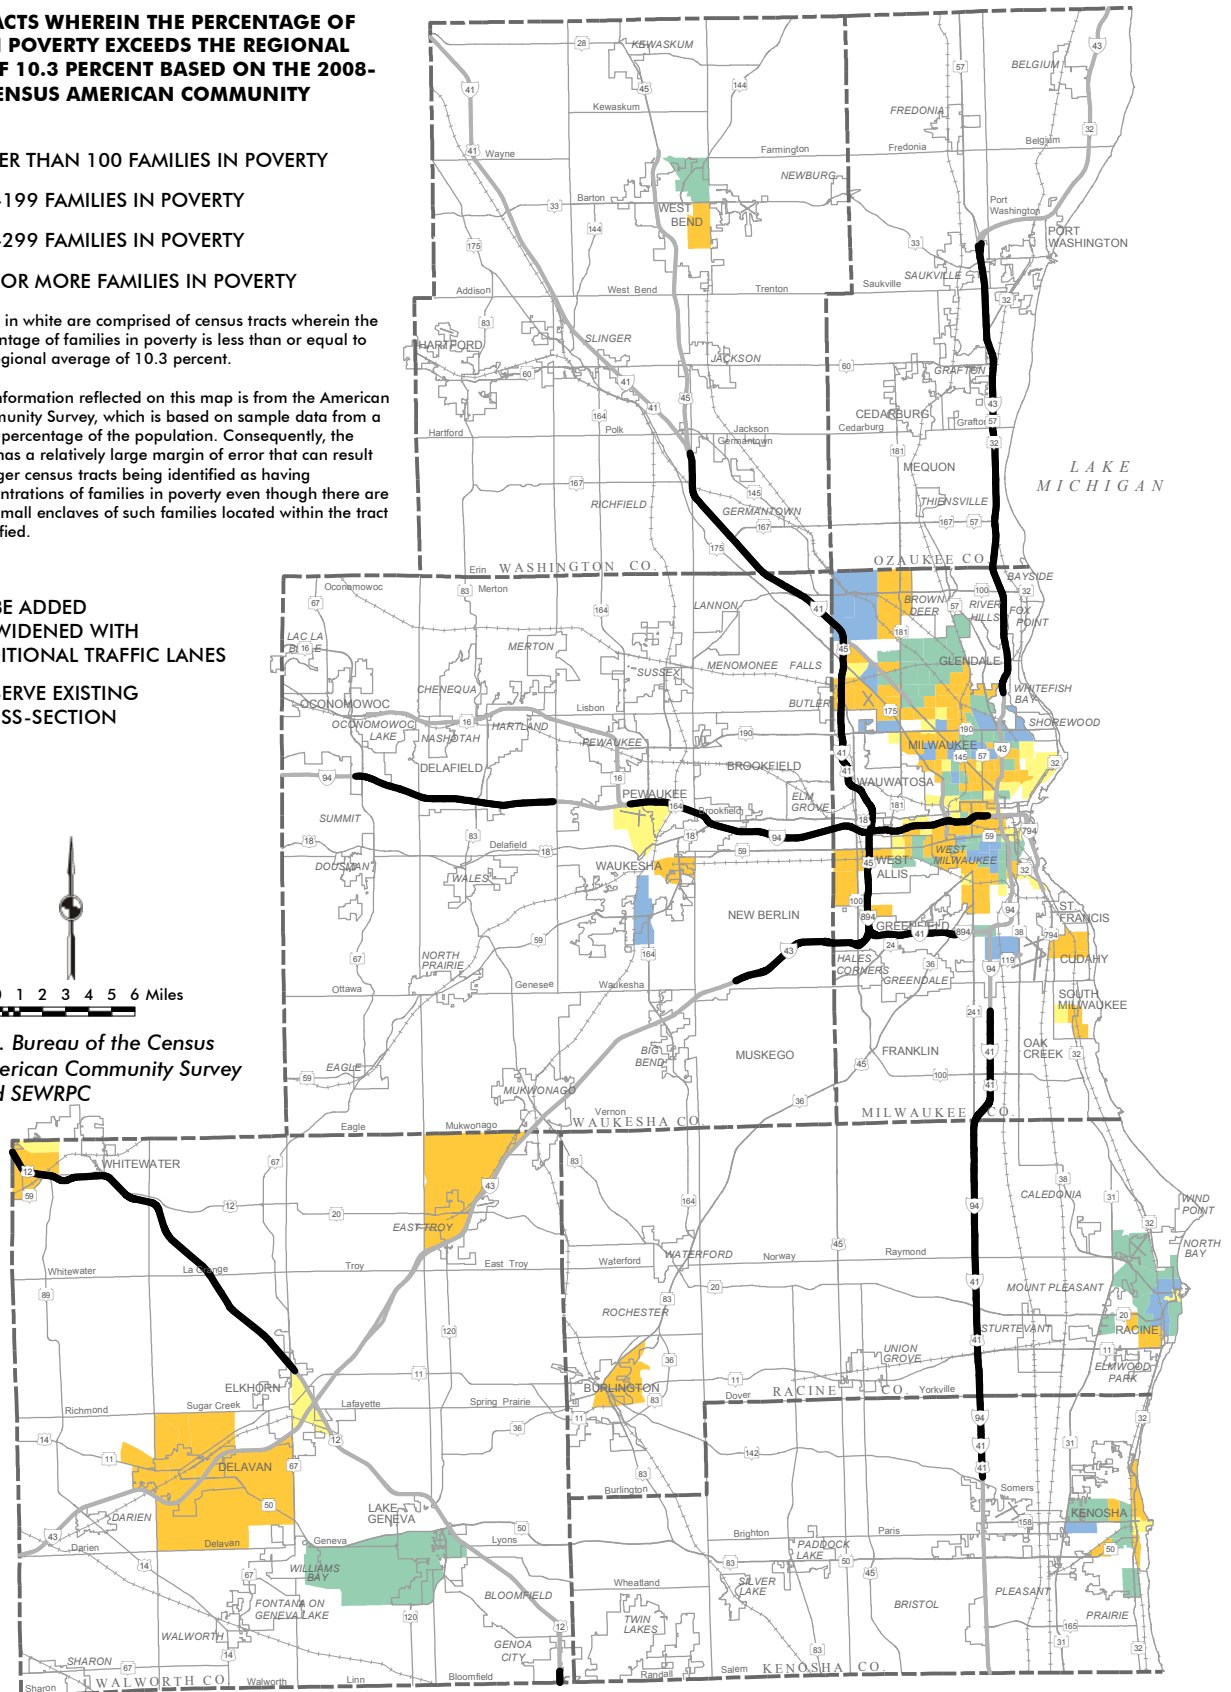 ACTS WHEREIN THE PERCENTAGE OF
POVERTY EXCEEDS THE REGIONAL
F 10.3 PERCENT BASED ON THE 2008-
ENSUS AMERICAN COMMUNITY
ER THAN 100 FAMILIES IN POVERTY
-199 FAMILIES IN POVERTY
-299 FAMILIES IN POVERTY
OR MORE FAMILIES IN POVERTY
in white are comprised of census tracts wherein the
ntage of families in poverty is less than or equal to
egional average of 10.3 percent.
nformation reflected on this map is from the American
munity Survey, which is based on sample data from a
percentage of the population. Consequently, the
has a relatively large margin of error that can result
ger census tracts being identified as having
ntrations of families in poverty even though there are
mall enclaves of such families located within the tract
fied.
BE ADDED
WIDENED WITH
DITIONAL TRAFFIC LANES
SERVE EXISTING
SS-SECTION
0 1 2 3 4 5 6 Miles
. Bureau of the Census
erican Community Survey
d SEWRPC
KEWASKUM
Kewaskum
BELGIUM
FREDONIA
Wayne
Farmington
Fredonia
Belgium
NEWBURG
Barton
WEST
BEND
Port
Washington
PORT
WASHINGTON
SAUKVILLE
Addison
West Bend
Trenton
Saukville
SLINGER
HARTFORD
JACKSON
GRAFTON
CEDARBURG
Hartford
Polk
Jackson
Germantown
Cedarburg
Grafton
MEQUON
LAKE
MICHIGAN
RICHFIELD
GERMANTOWN
THIENSVILLE
Erin
WASHINGTON CO.
OZAUKEE CO.
Oconomowoc
Merton
BAYSIDE
LANNON
BROWN
DEER
RIVER
HILLS
FOX
POINT
LAC LA
MERTON
SUSSEX
MENOMONEE FALLS
GLENDALE
CHENEQUA
WHITEFISH
BAY
OCONOMOWOC
OCONOMOWOC
LAKE
NASHOTAH
HARTLAND
Lisbon
PEWAUKEE
BUTLER
SHOREWOOD
MILWAUKEE
DELAFIELD
BROOKFIELD
WAUWATOSA
PEWAUKEE
Brookfield
ELM
GROVE
SUMMIT
Delafield
DOUSMAN
WALES
WAUKESHA
WEST
ALLIS
WEST
MILWAUKEE
NEW BERLIN
GREENFIELD
ST.
FRANCIS
NORTH
PRAIRIE
HALES
CORNERS
GREENDALE
CUDAHY
Ottawa
Genesee
Waukesha
SOUTH
MILWAUKEE
EAGLE
BIG
BEND
MUSKEGO
FRANKLIN
OAK
CREEK
MUKWONAGO
Eagle
Mukwonago
Vernon
WAUKESHA CO.
MILWAUKEE CO.
WHITEWATER
EAST TROY
CALEDONIA
WIND
POINT
NORTH
BAY
WATERFORD
Whitewater
La Grange
Troy
East Troy
Waterford
Norway
Raymond
MOUNT PLEASANT
ROCHESTER
STURTEVANT
RACINE
UNION
GROVE
ELMWOOD
PARK
ELKHORN
BURLINGTON
Dover
RACINE CO.
Yorkville
Richmond
Sugar Creek
Lafayette
Spring Prairie
DELAVAN
Burlington
Somers
DARIEN
LAKE
GENEVA
KENOSHA
Darien
Delavan
Geneva
Lyons
Brighton
Paris
PADDOCK
LAKE
WILLIAMS
BAY
Wheatland
SILVER
LAKE
BLOOMFIELD
FONTANA ON
GENEVA LAKE
TWIN
LAKES
BRISTOL
PLEASANT
PRAIRIE
WALWORTH
GENOA
CITY
SHARON
Sharon
WALWORTH CO.
Walworth
Linn
Bloomfield
Randall
Salem
KENOSHA CO.